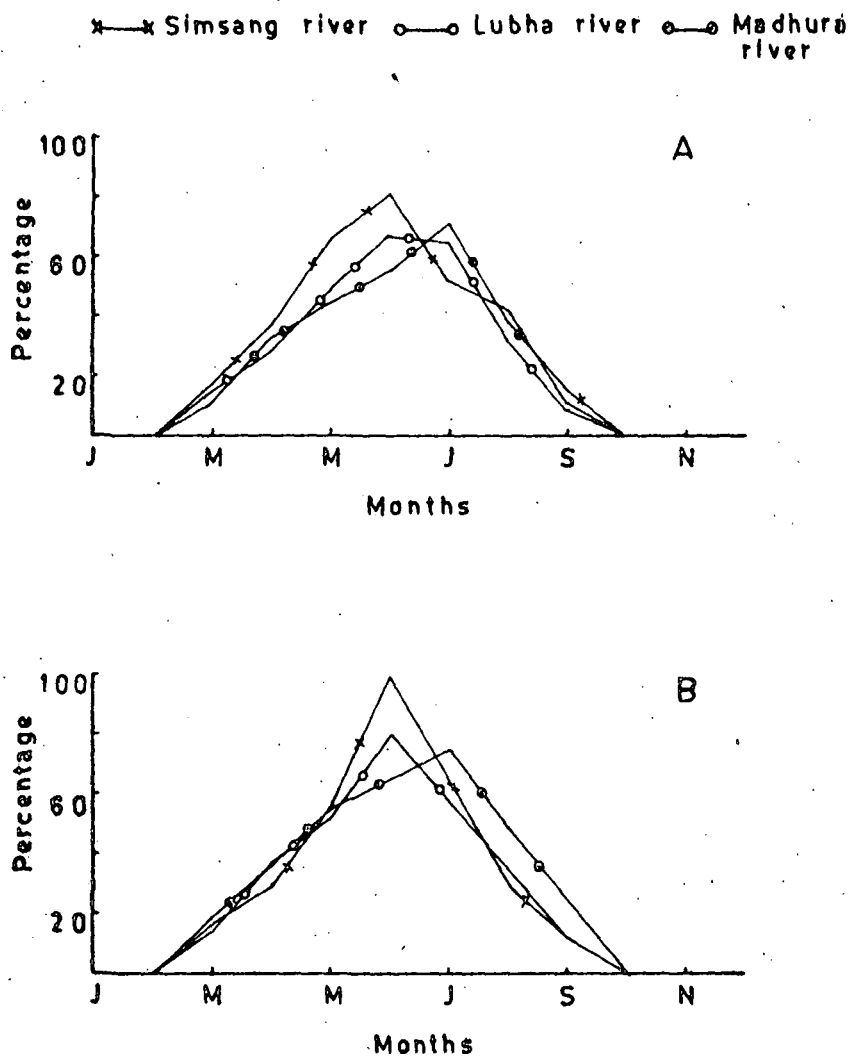 Simsang river Lubha river Madhura
river
A
100
60
20
Percentage
J M M J S N
Months
B
100
60
20
Percentage
J M M J S N
Months